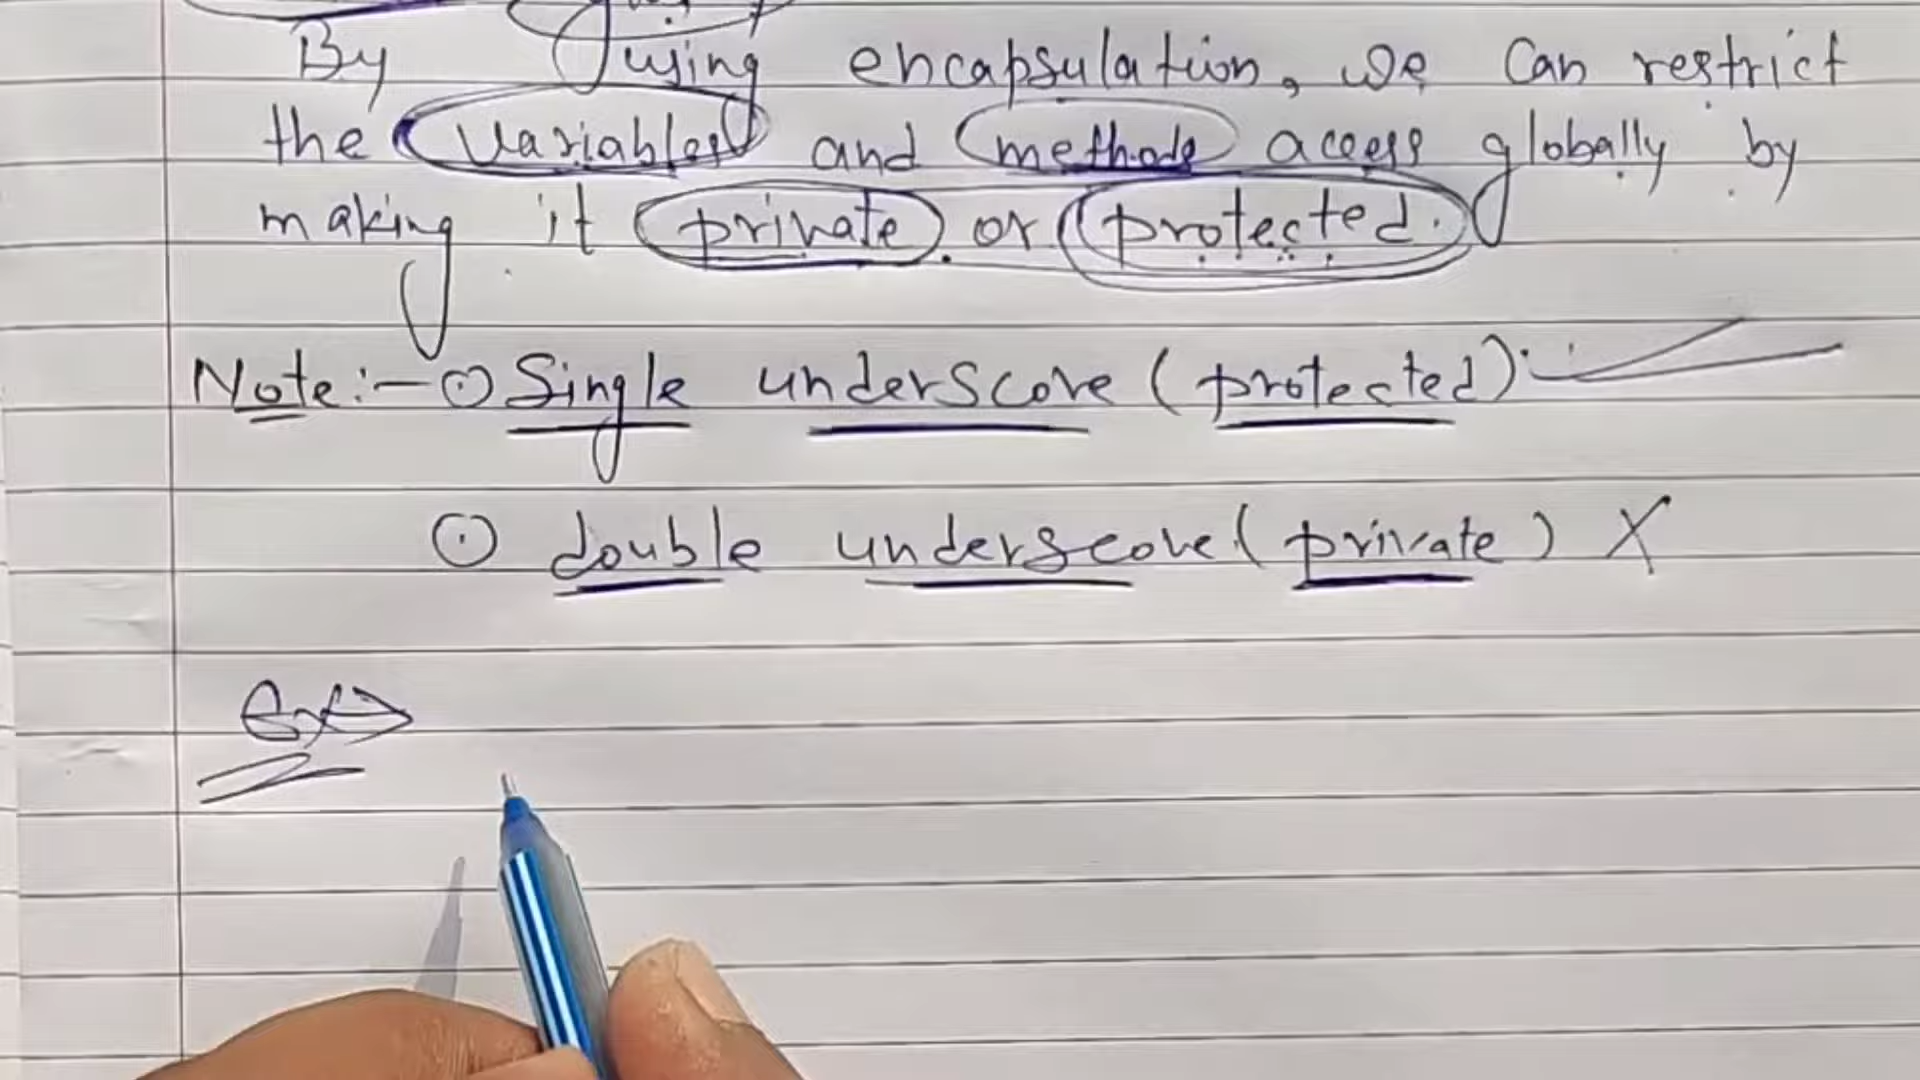 By using encapsulation, we can restrict
the variables and methods access globally by
making it private or protected.
Note:- ⊙ Single underscore (protected)
⊙ double underscore (private) X
Ex→